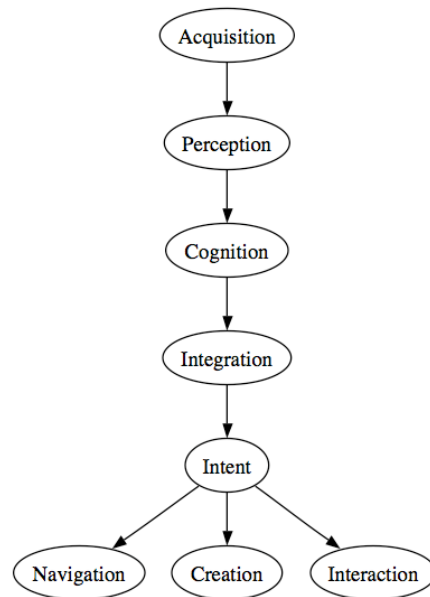 Acquisition
Perception
Cognition
Integration
Intent
Navigation
Creation
Interaction